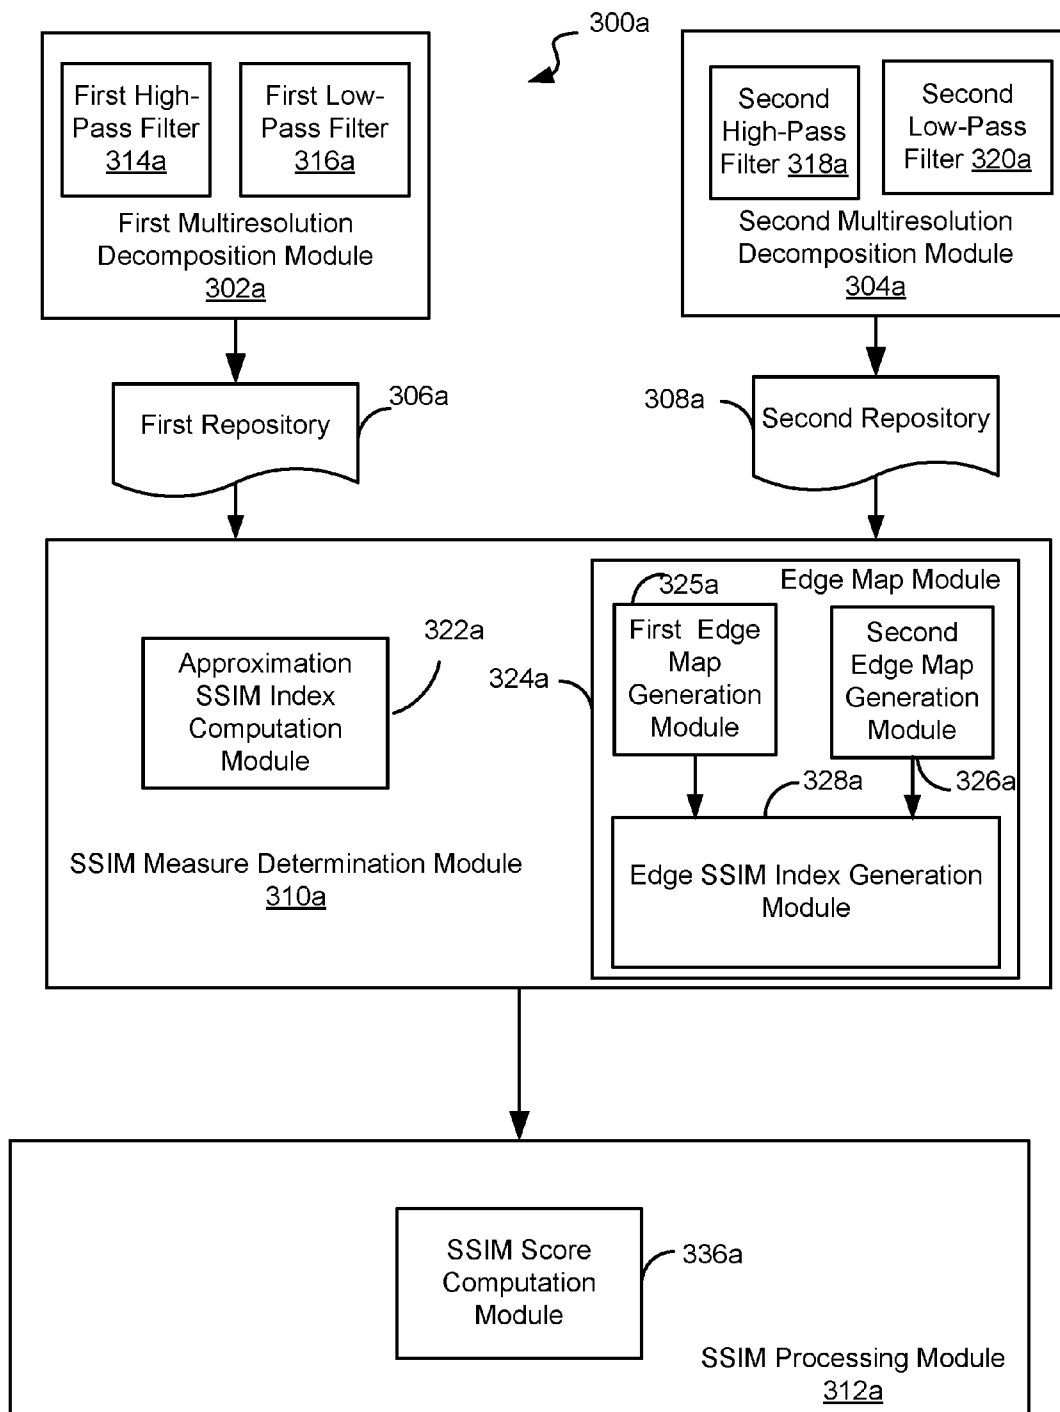 300a
First High-
Pass Filter
314a
First Low-
Pass Filter
316a
First Multiresolution
Decomposition Module
302a
Second
High-Pass
Filter 318a
Second
Low-Pass
Filter 320a
Second Multiresolution
Decomposition Module
304a
First Repository
306a
308a
Second Repository
Approximation
SSIM Index
Computation
Module
322a
SSIM Measure Determination Module
310a
324a
Edge Map Module
325a
First Edge
Map
Generation
Module
Second
Edge Map
Generation
Module
328a
326a
Edge SSIM Index Generation
Module
SSIM Score
Computation
Module
336a
SSIM Processing Module
312a